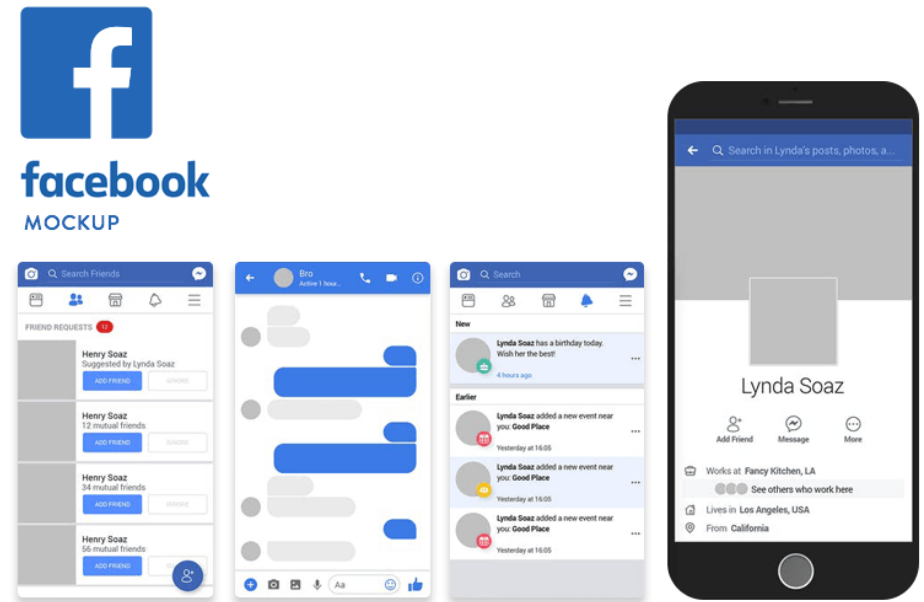 f
facebook
MOCKUP
Search Friends
FRIEND REQUESTS 12
Henry Soaz
Suggested by Lynda Soaz
ADD FRIEND IGNORE
Henry Soaz
12 mutual friends
ADD FRIEND IGNORE
Henry Soaz
34 mutual friends
ADD FRIEND IGNORE
Henry Soaz
56 mutual friends
ADD FRIEND
Bro
Active 1 hour...
Aa
Search
New
Lynda Soaz has a birthday today.
Wish her the best!
4 hours ago
Earlier
Lynda Soaz added a new event near
you: Good Place
Yesterday at 16:05
Lynda Soaz added a new event near
you: Good Place
Yesterday at 16:05
Lynda Soaz added a new event near
you: Good Place
Yesterday at 16:05
Search in Lynda's posts, photos, a...
Lynda Soaz
Add Friend Message More
Works at Fancy Kitchen, LA
See others who work here
Lives in Los Angeles, USA
From California